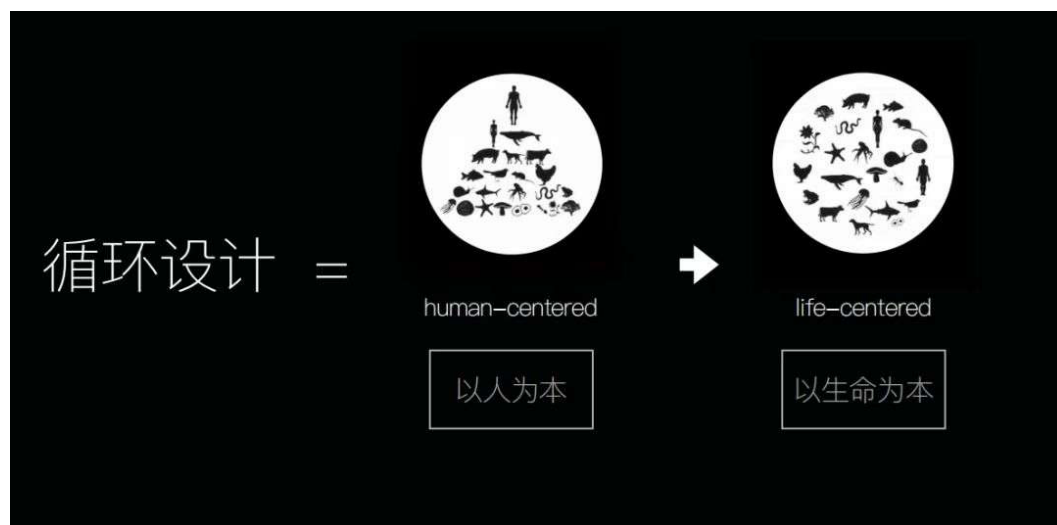 循环设计 =
human-centered
life-centered
以人为本
以生命为本